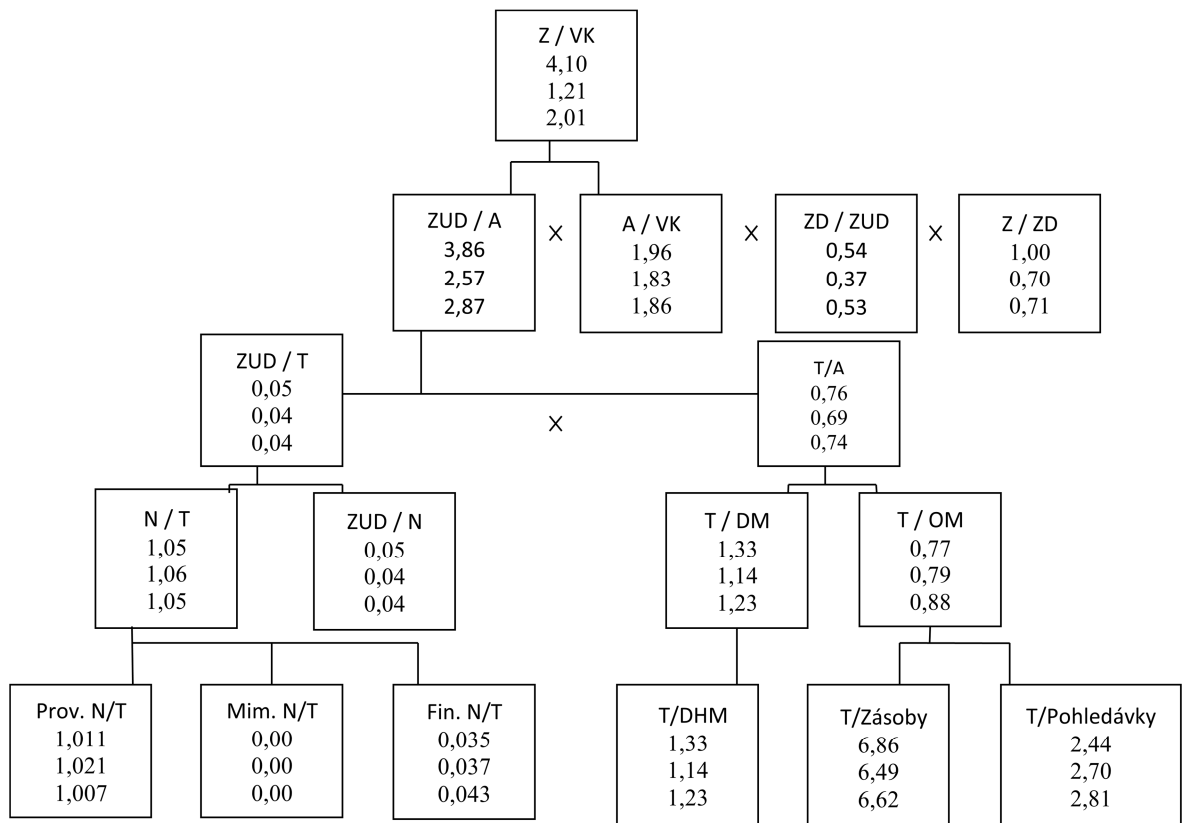 Z / VK
4,10
1,21
2,01
ZUD / A
3,86
2,57
2,87
X
A / VK
1,96
1,83
1,86
X
ZD / ZUD
0,54
0,37
0,53
X
Z / ZD
1,00
0,70
0,71
ZUD / T
0,05
0,04
0,04
X
T/A
0,76
0,69
0,74
N / T
1,05
1,06
1,05
ZUD / N
0,05
0,04
0,04
T / DM
1,33
1,14
1,23
T / OM
0,77
0,79
0,88
Prov. N/T
1,011
1,021
1,007
Mim. N/T
0,00
0,00
0,00
Fin. N/T
0,035
0,037
0,043
T/DHM
1,33
1,14
1,23
T/Zásoby
6,86
6,49
6,62
T/Pohledávky
2,44
2,70
2,81